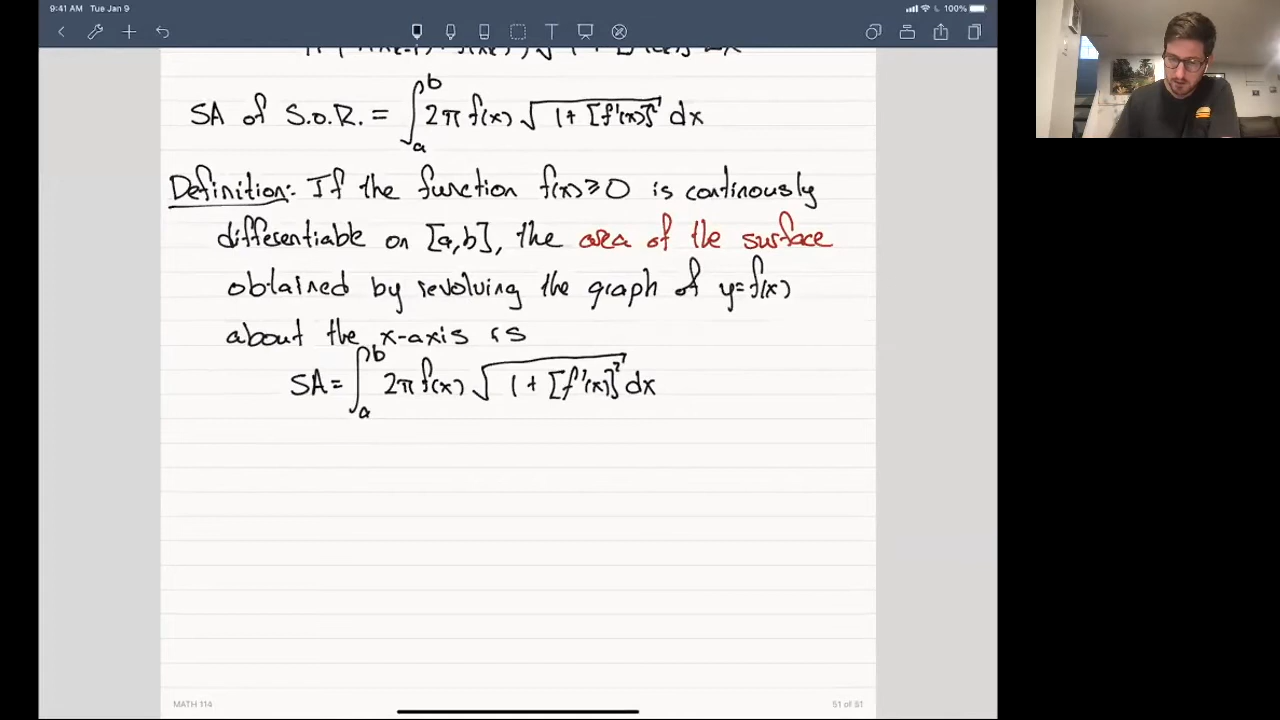 9:41 AM Tue Jan 9
100%
SA of S.o.R. = ∫_a^b 2π f(x) √(1 + [f'(x)]²) dx
Definition: If the function f(x) ≥ 0 is continously
differentiable on [a,b], the area of the surface
obtained by revolving the graph of y=f(x)
about the x-axis is
SA = ∫_a^b 2π f(x) √(1 + [f'(x)]²) dx
MATH 114
51 of 51